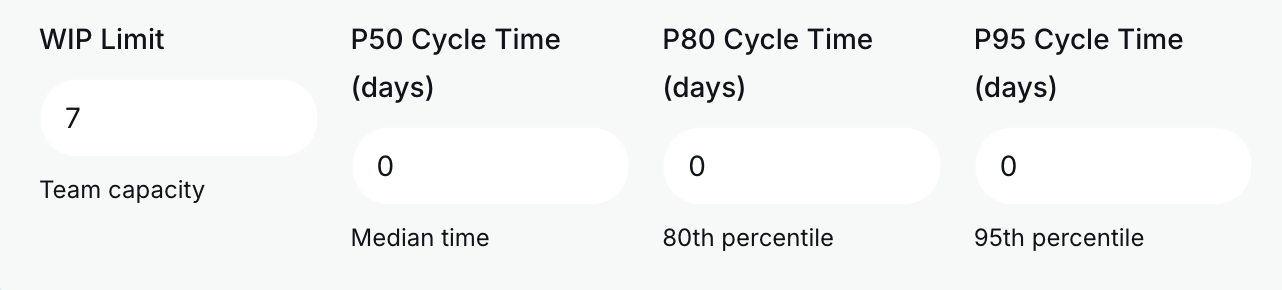 WIP Limit
7
Team capacity
P50 Cycle Time
(days)
0
Median time
P80 Cycle Time
(days)
0
80th percentile
P95 Cycle Time
(days)
0
95th percentile